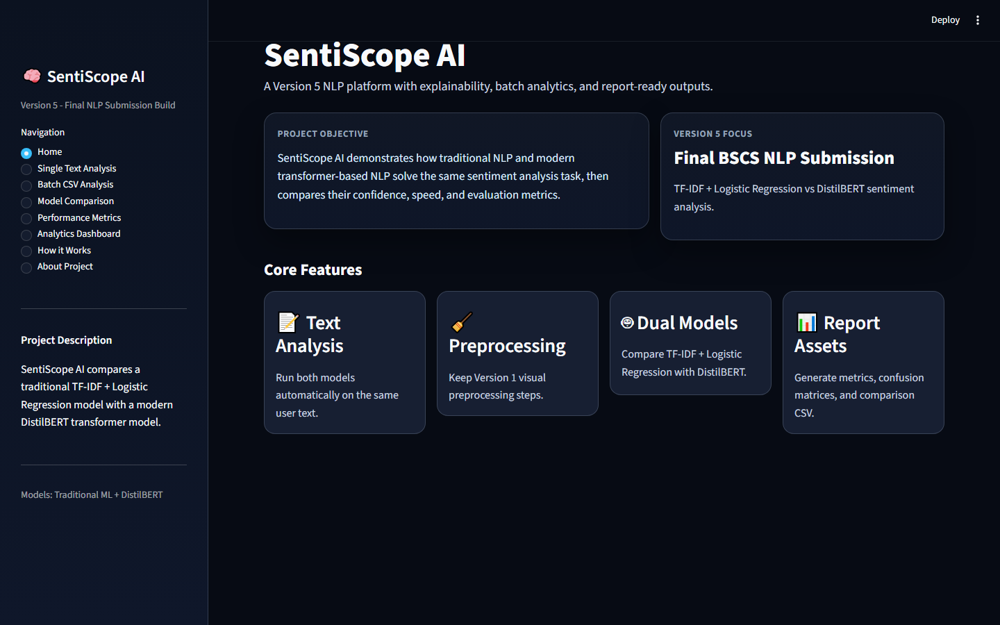 Deploy
🧠 SentiScope AI
Version 5 - Final NLP Submission Build
Navigation
Home
Single Text Analysis
Batch CSV Analysis
Model Comparison
Performance Metrics
Analytics Dashboard
How it Works
About Project
Project Description
SentiScope AI compares a
traditional TF-IDF + Logistic
Regression model with a modern
DistilBERT transformer model.
Models: Traditional ML + DistilBERT
SentiScope AI
A Version 5 NLP platform with explainability, batch analytics, and report-ready outputs.
PROJECT OBJECTIVE
SentiScope AI demonstrates how traditional NLP and modern
transformer-based NLP solve the same sentiment analysis task, then
compares their confidence, speed, and evaluation metrics.
VERSION 5 FOCUS
Final BSCS NLP Submission
TF-IDF + Logistic Regression vs DistilBERT sentiment
analysis.
Core Features
📝 Text
Analysis
Run both models
automatically on the same
user text.
🧹
Preprocessing
Keep Version 1 visual
preprocessing steps.
Dual Models
Compare TF-IDF + Logistic
Regression with DistilBERT.
📊 Report
Assets
Generate metrics, confusion
matrices, and comparison
CSV.